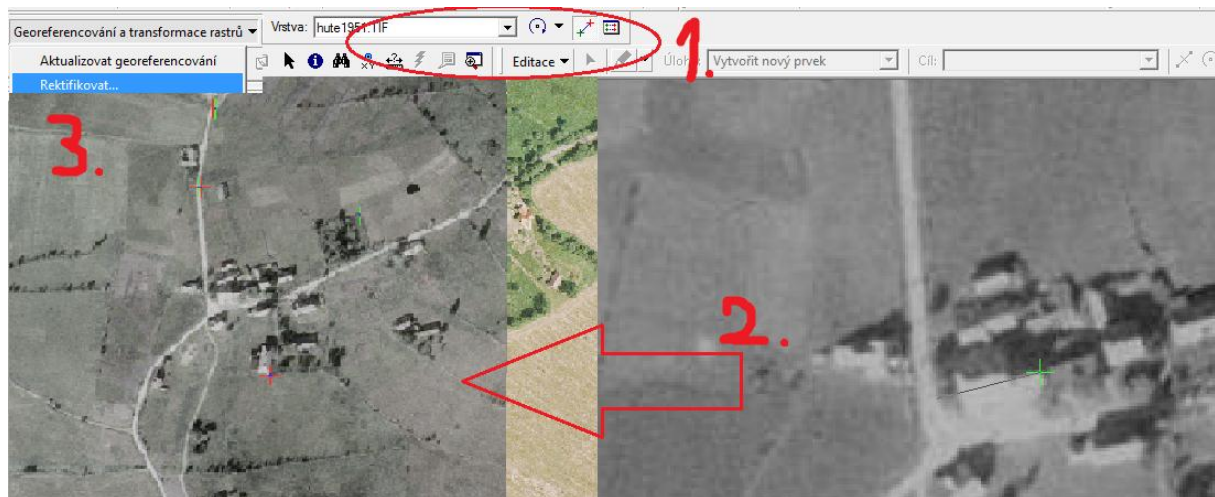 Georeferencování a transformace rastrů
Vrstva: hute1951.TIF
Aktualizovat georeferencování
Editace
Úloha: Vytvořit nový prvek
Cíl:
Rektifikovat...
1.
2.
3.